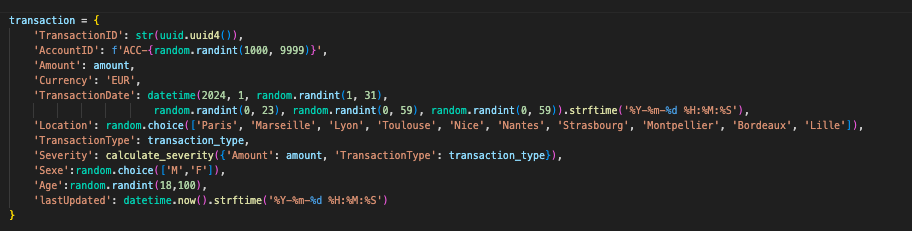 transaction = {
    'TransactionID': str(uuid.uuid4()),
    'AccountID': f'ACC-{random.randint(1000, 9999)}',
    'Amount': amount,
    'Currency': 'EUR',
    'TransactionDate': datetime(2024, 1, random.randint(1, 31),
                        random.randint(0, 23), random.randint(0, 59), random.randint(0, 59)).strftime('%Y-%m-%d %H:%M:%S'),
    'Location': random.choice(['Paris', 'Marseille', 'Lyon', 'Toulouse', 'Nice', 'Nantes', 'Strasbourg', 'Montpellier', 'Bordeaux', 'Lille']),
    'TransactionType': transaction_type,
    'Severity': calculate_severity({'Amount': amount, 'TransactionType': transaction_type}),
    'Sexe':random.choice(['M','F']),
    'Age':random.randint(18,100),
    'lastUpdated': datetime.now().strftime('%Y-%m-%d %H:%M:%S')
}